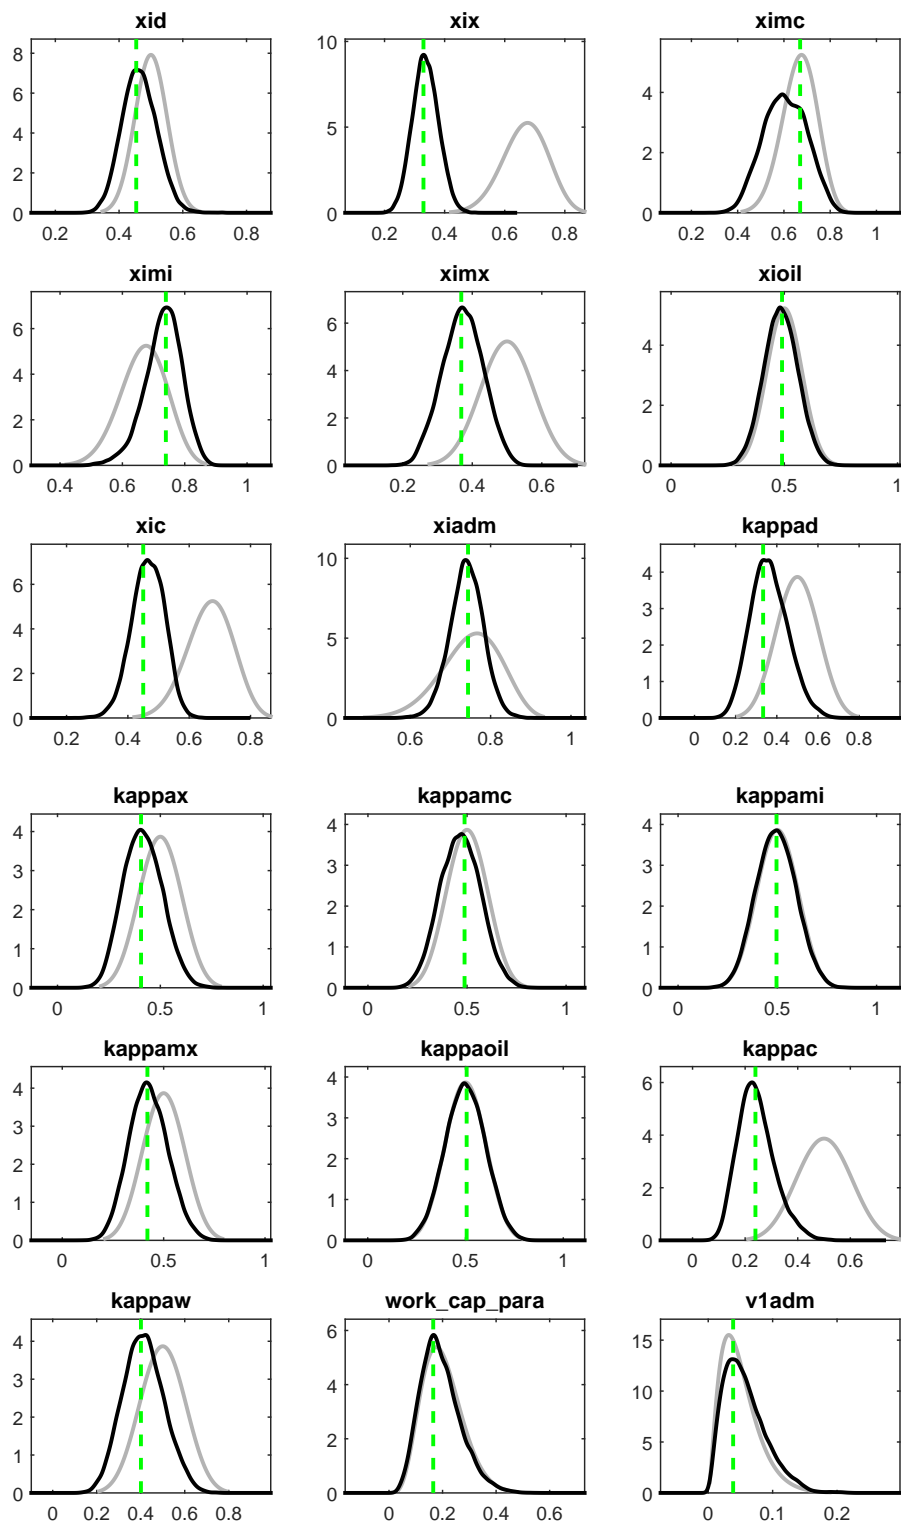 xid xix ximc
8 10
6 4
4 5 2
2
0 0 0
0.2 0.4 0.6 0.8 0.2 0.4 0.6 0.8 0.2 0.4 0.6 0.8 1
ximi ximx xioil
6 6 4
4 4 2
2 2
0 0 0
0.4 0.6 0.8 1 0.2 0.4 0.6 0 0.5 1
xic xiadm kappad
6 10 4
4 5 3
2 2
1
0 0 0
0.2 0.4 0.6 0.8 0.6 0.8 1 0 0.2 0.4 0.6 0.8
kappax kappamc kappami
4 4 4
3 3 3
2 2 2
1 1 1
0 0 0
0 0.5 1 0 0.5 1 0 0.5 1
kappamx kappaoil kappac
4 4 6
3 3 4
2 2 2
1 1
0 0 0
0 0.5 1 0 0.5 1 0 0.2 0.4 0.6
kappaw work_cap_para v1adm
4 6 15
3 4 10
2 2 5
1
0 0 0
0 0.2 0.4 0.6 0.8 0 0.2 0.4 0.6 0 0.1 0.2